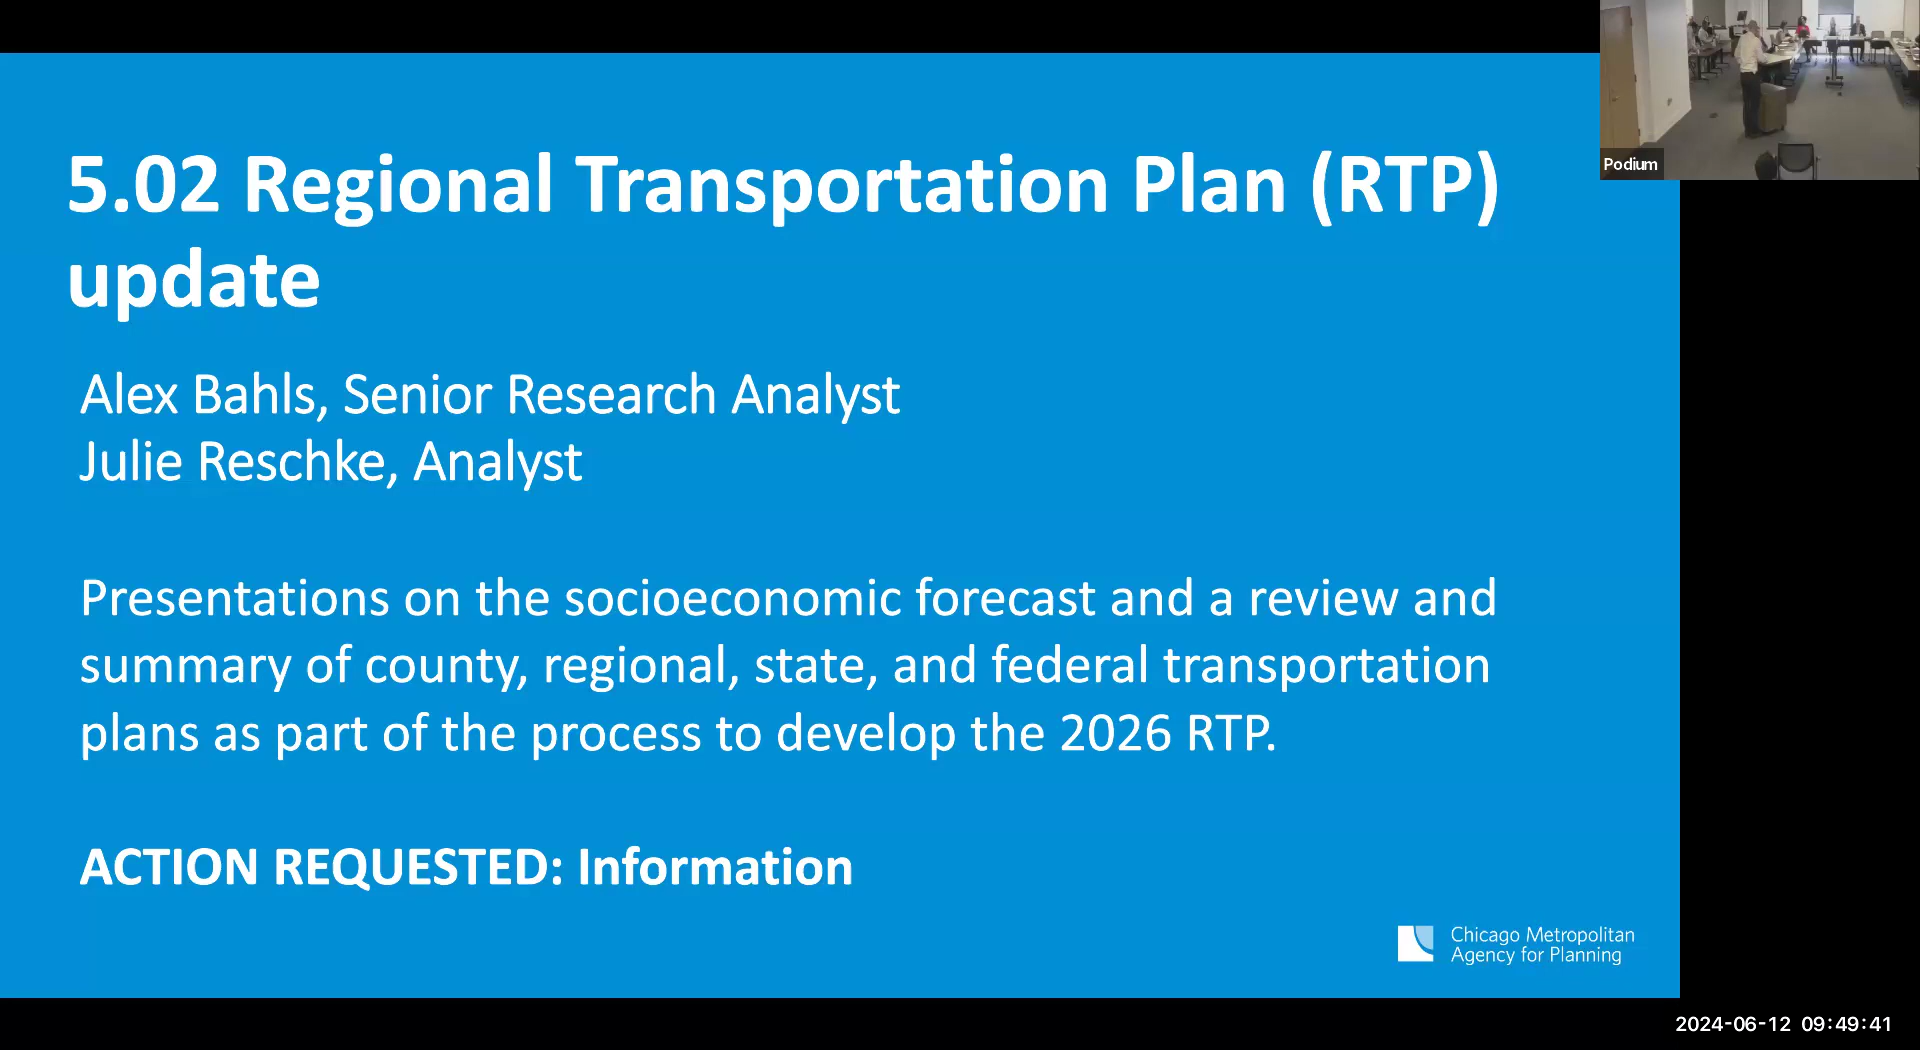 5.02 Regional Transportation Plan (RTP)
update
Alex Bahls, Senior Research Analyst
Julie Reschke, Analyst
Presentations on the socioeconomic forecast and a review and
summary of county, regional, state, and federal transportation
plans as part of the process to develop the 2026 RTP.
ACTION REQUESTED: Information
Chicago Metropolitan
Agency for Planning
Podium
2024-06-12 09:49:41